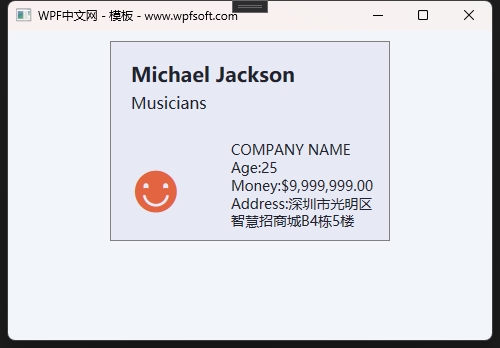 WPF中文网 - 模板 - www.wpfsoft.com
Michael Jackson
Musicians
COMPANY NAME
Age:25
Money:$9,999,999.00
Address:深圳市光明区
智慧招商城B4栋5楼